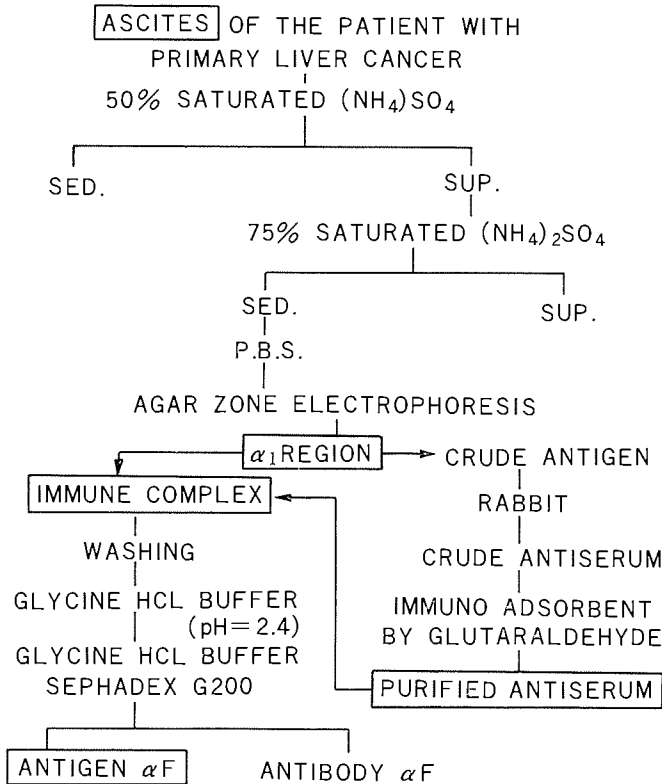 ASCITES OF THE PATIENT WITH
PRIMARY LIVER CANCER
50% SATURATED (NH4)SO4
SED.
SUP.
75% SATURATED (NH4)2SO4
SED.
SUP.
P.B.S.
AGAR ZONE ELECTROPHORESIS
α1 REGION
CRUDE ANTIGEN
IMMUNE COMPLEX
RABBIT
WASHING
CRUDE ANTISERUM
GLYCINE HCL BUFFER
(pH=2.4)
IMMUNO ADSORBENT
BY GLUTARALDEHYDE
GLYCINE HCL BUFFER
SEPHADEX G200
PURIFIED ANTISERUM
ANTIGEN αF
ANTIBODY αF